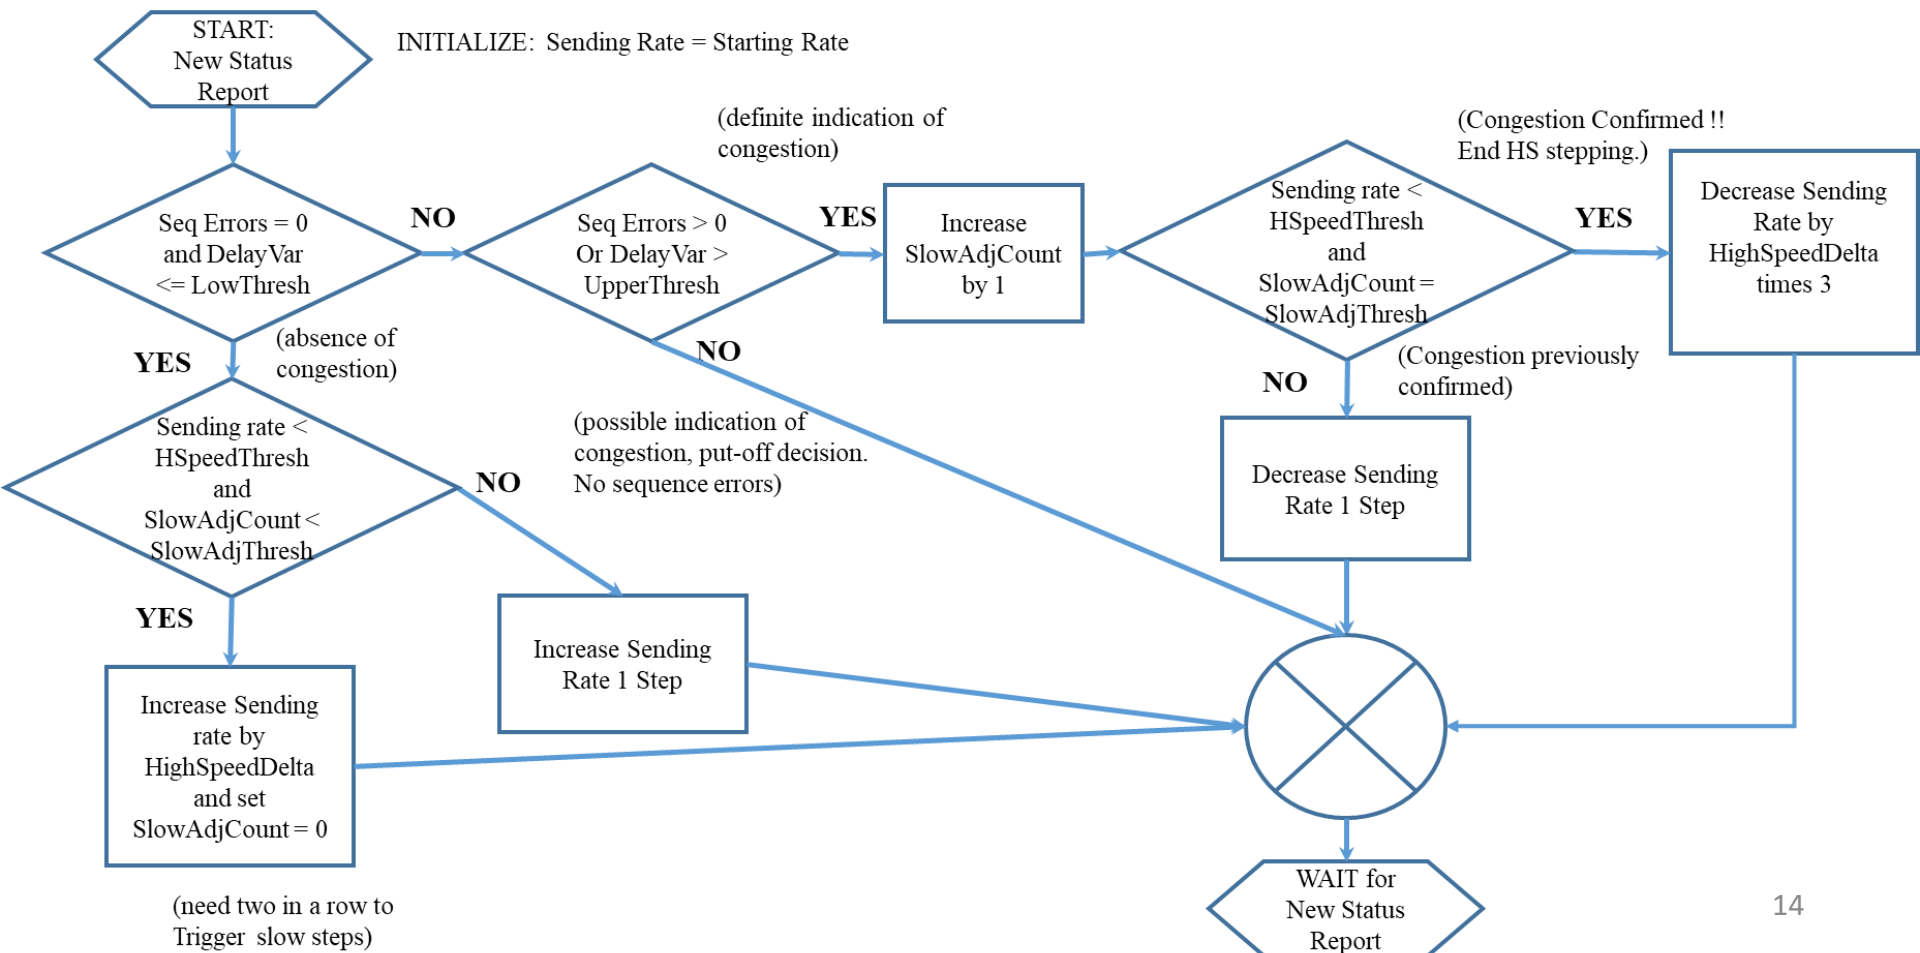 START:
New Status
Report
INITIALIZE:  Sending Rate = Starting Rate
Seq Errors = 0
and DelayVar
<= LowThresh
NO
YES
(absence of
congestion)
Seq Errors > 0
Or DelayVar >
UpperThresh
(definite indication of
congestion)
YES
NO
(possible indication of
congestion, put-off decision.
No sequence errors)
Increase
SlowAdjCount
by 1
Sending rate <
HSpeedThresh
and
SlowAdjCount =
SlowAdjThresh
(Congestion Confirmed !!
End HS stepping.)
YES
Decrease Sending
Rate by
HighSpeedDelta
times 3
NO
(Congestion previously
confirmed)
Decrease Sending
Rate 1 Step
Sending rate <
HSpeedThresh
and
SlowAdjCount <
SlowAdjThresh
NO
YES
Increase Sending
Rate 1 Step
Increase Sending
rate by
HighSpeedDelta
and set
SlowAdjCount = 0
(need two in a row to
Trigger  slow steps)
WAIT for
New Status
Report
14